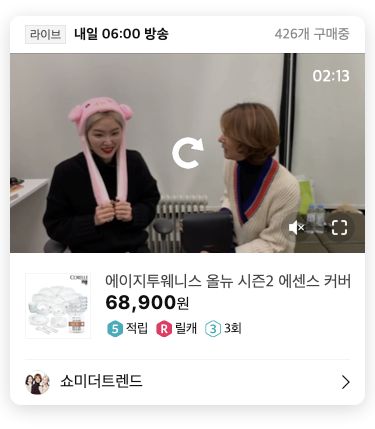 라이브 내일 06:00 방송 426개 구매중
02:13
CORELLE
에이지투웨니스 올뉴 시즌2 에센스 커버
68,900원
5 적립 R 릴캐 3 3회
쇼미더트렌드